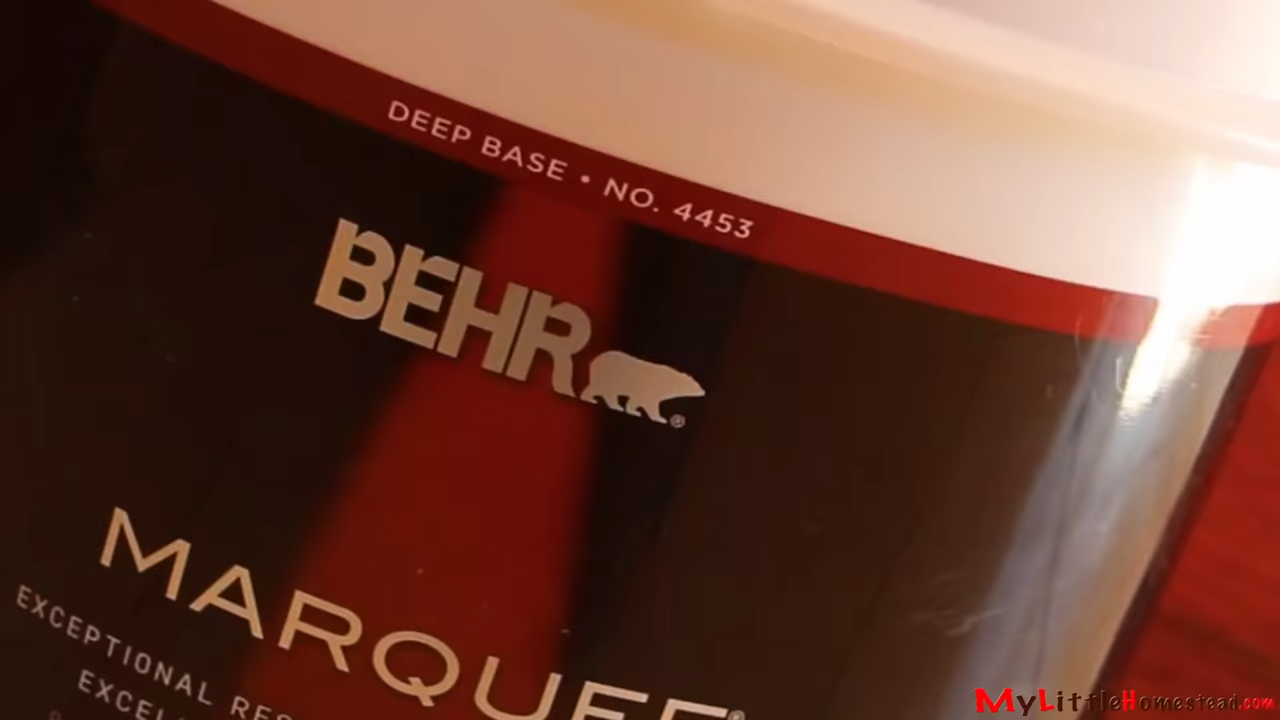 DEEP BASE • NO. 4453
BEHR®
MARQUEE®
EXCEPTIONAL
MyLittleHomestead.com